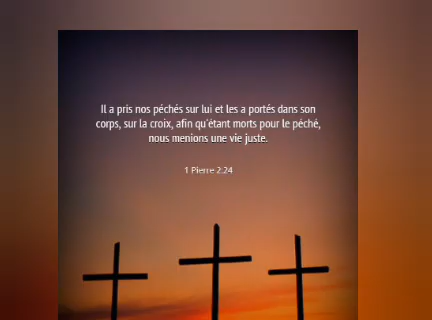 Il a pris nos péchés sur lui et les a portés dans son
corps, sur la croix, afin qu'étant morts pour le péché,
nous menions une vie juste.
1 Pierre 2:24